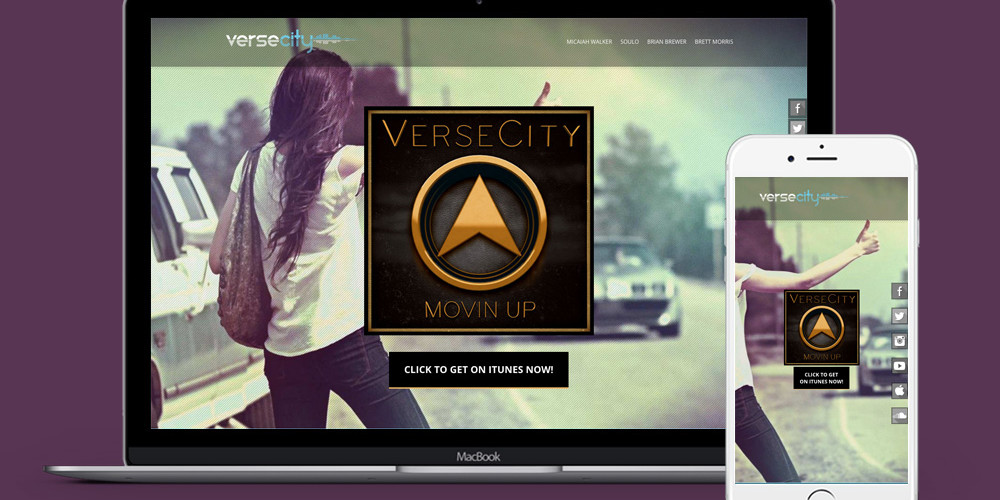 versecity
MICAIAH WALKER SOULO BRIAN BREWER BRETT MORRIS
VERSECITY
MOVIN UP
CLICK TO GET ON ITUNES NOW!
MacBook
versecity
VERSECITY
MOVIN UP
CLICK TO GET
ON ITUNES NOW!